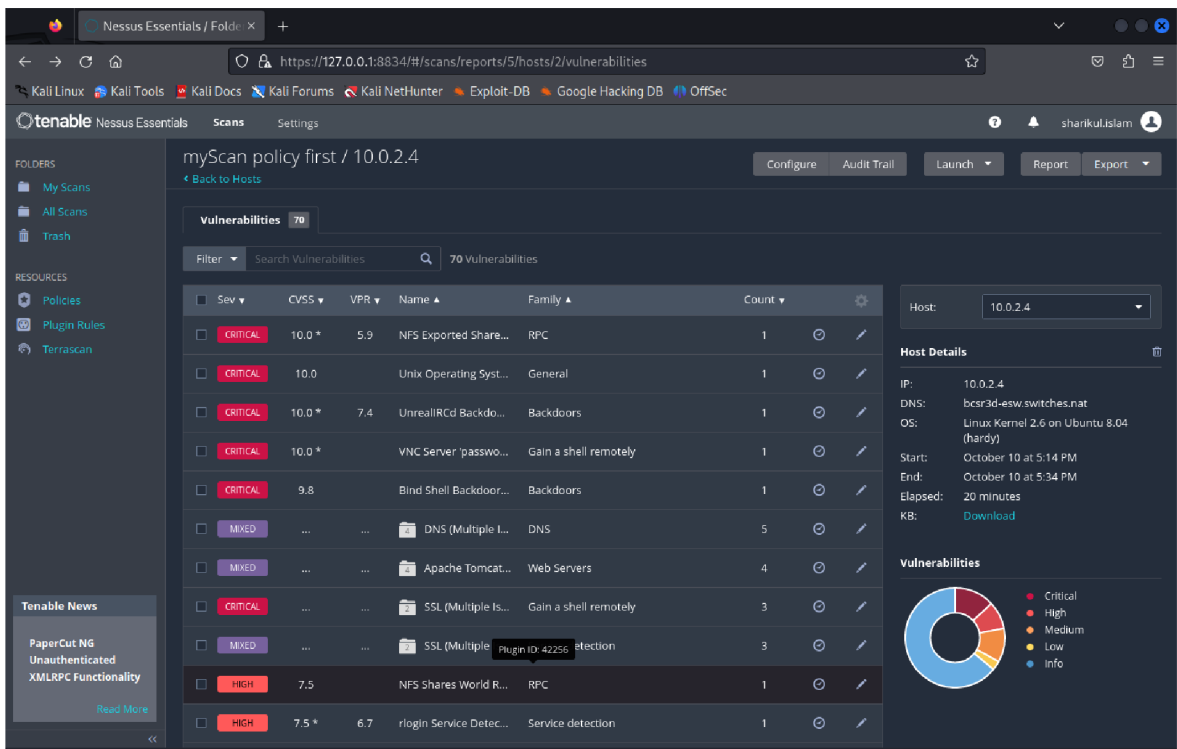 Nessus Essentials / Folde
https://127.0.0.1:8834/#/scans/reports/5/hosts/2/vulnerabilities
Kali Linux Kali Tools Kali Docs Kali Forums Kali NetHunter Exploit-DB Google Hacking DB OffSec
tenable Nessus Essentials Scans Settings sharikul.islam
FOLDERS
My Scans
All Scans
Trash
RESOURCES
Policies
Plugin Rules
Terrascan
Tenable News
PaperCut NG
Unauthenticated
XMLRPC Functionality
Read More
myScan policy first / 10.0.2.4
Back to Hosts
Configure Audit Trail Launch Report Export
Vulnerabilities 70
Filter Search Vulnerabilities 70 Vulnerabilities
Sev CVSS VPR Name Family Count
CRITICAL 10.0 * 5.9 NFS Exported Share... RPC 1
CRITICAL 10.0 Unix Operating Syst... General 1
CRITICAL 10.0 * 7.4 UnrealIRCd Backdo... Backdoors 1
CRITICAL 10.0 * VNC Server 'passwo... Gain a shell remotely 1
CRITICAL 9.8 Bind Shell Backdoor... Backdoors 1
MIXED ... ... 4 DNS (Multiple I... DNS 5
MIXED ... ... 4 Apache Tomcat... Web Servers 4
CRITICAL ... ... 2 SSL (Multiple Is... Gain a shell remotely 3
MIXED ... ... 2 SSL (Multiple etection 3
Plugin ID: 42256
HIGH 7.5 NFS Shares World R... RPC 1
HIGH 7.5 * 6.7 rlogin Service Detec... Service detection 1
Host: 10.0.2.4
Host Details
IP: 10.0.2.4
DNS: bcsr3d-esw.switches.nat
OS: Linux Kernel 2.6 on Ubuntu 8.04
(hardy)
Start: October 10 at 5:14 PM
End: October 10 at 5:34 PM
Elapsed: 20 minutes
KB: Download
Vulnerabilities
Critical
High
Medium
Low
Info